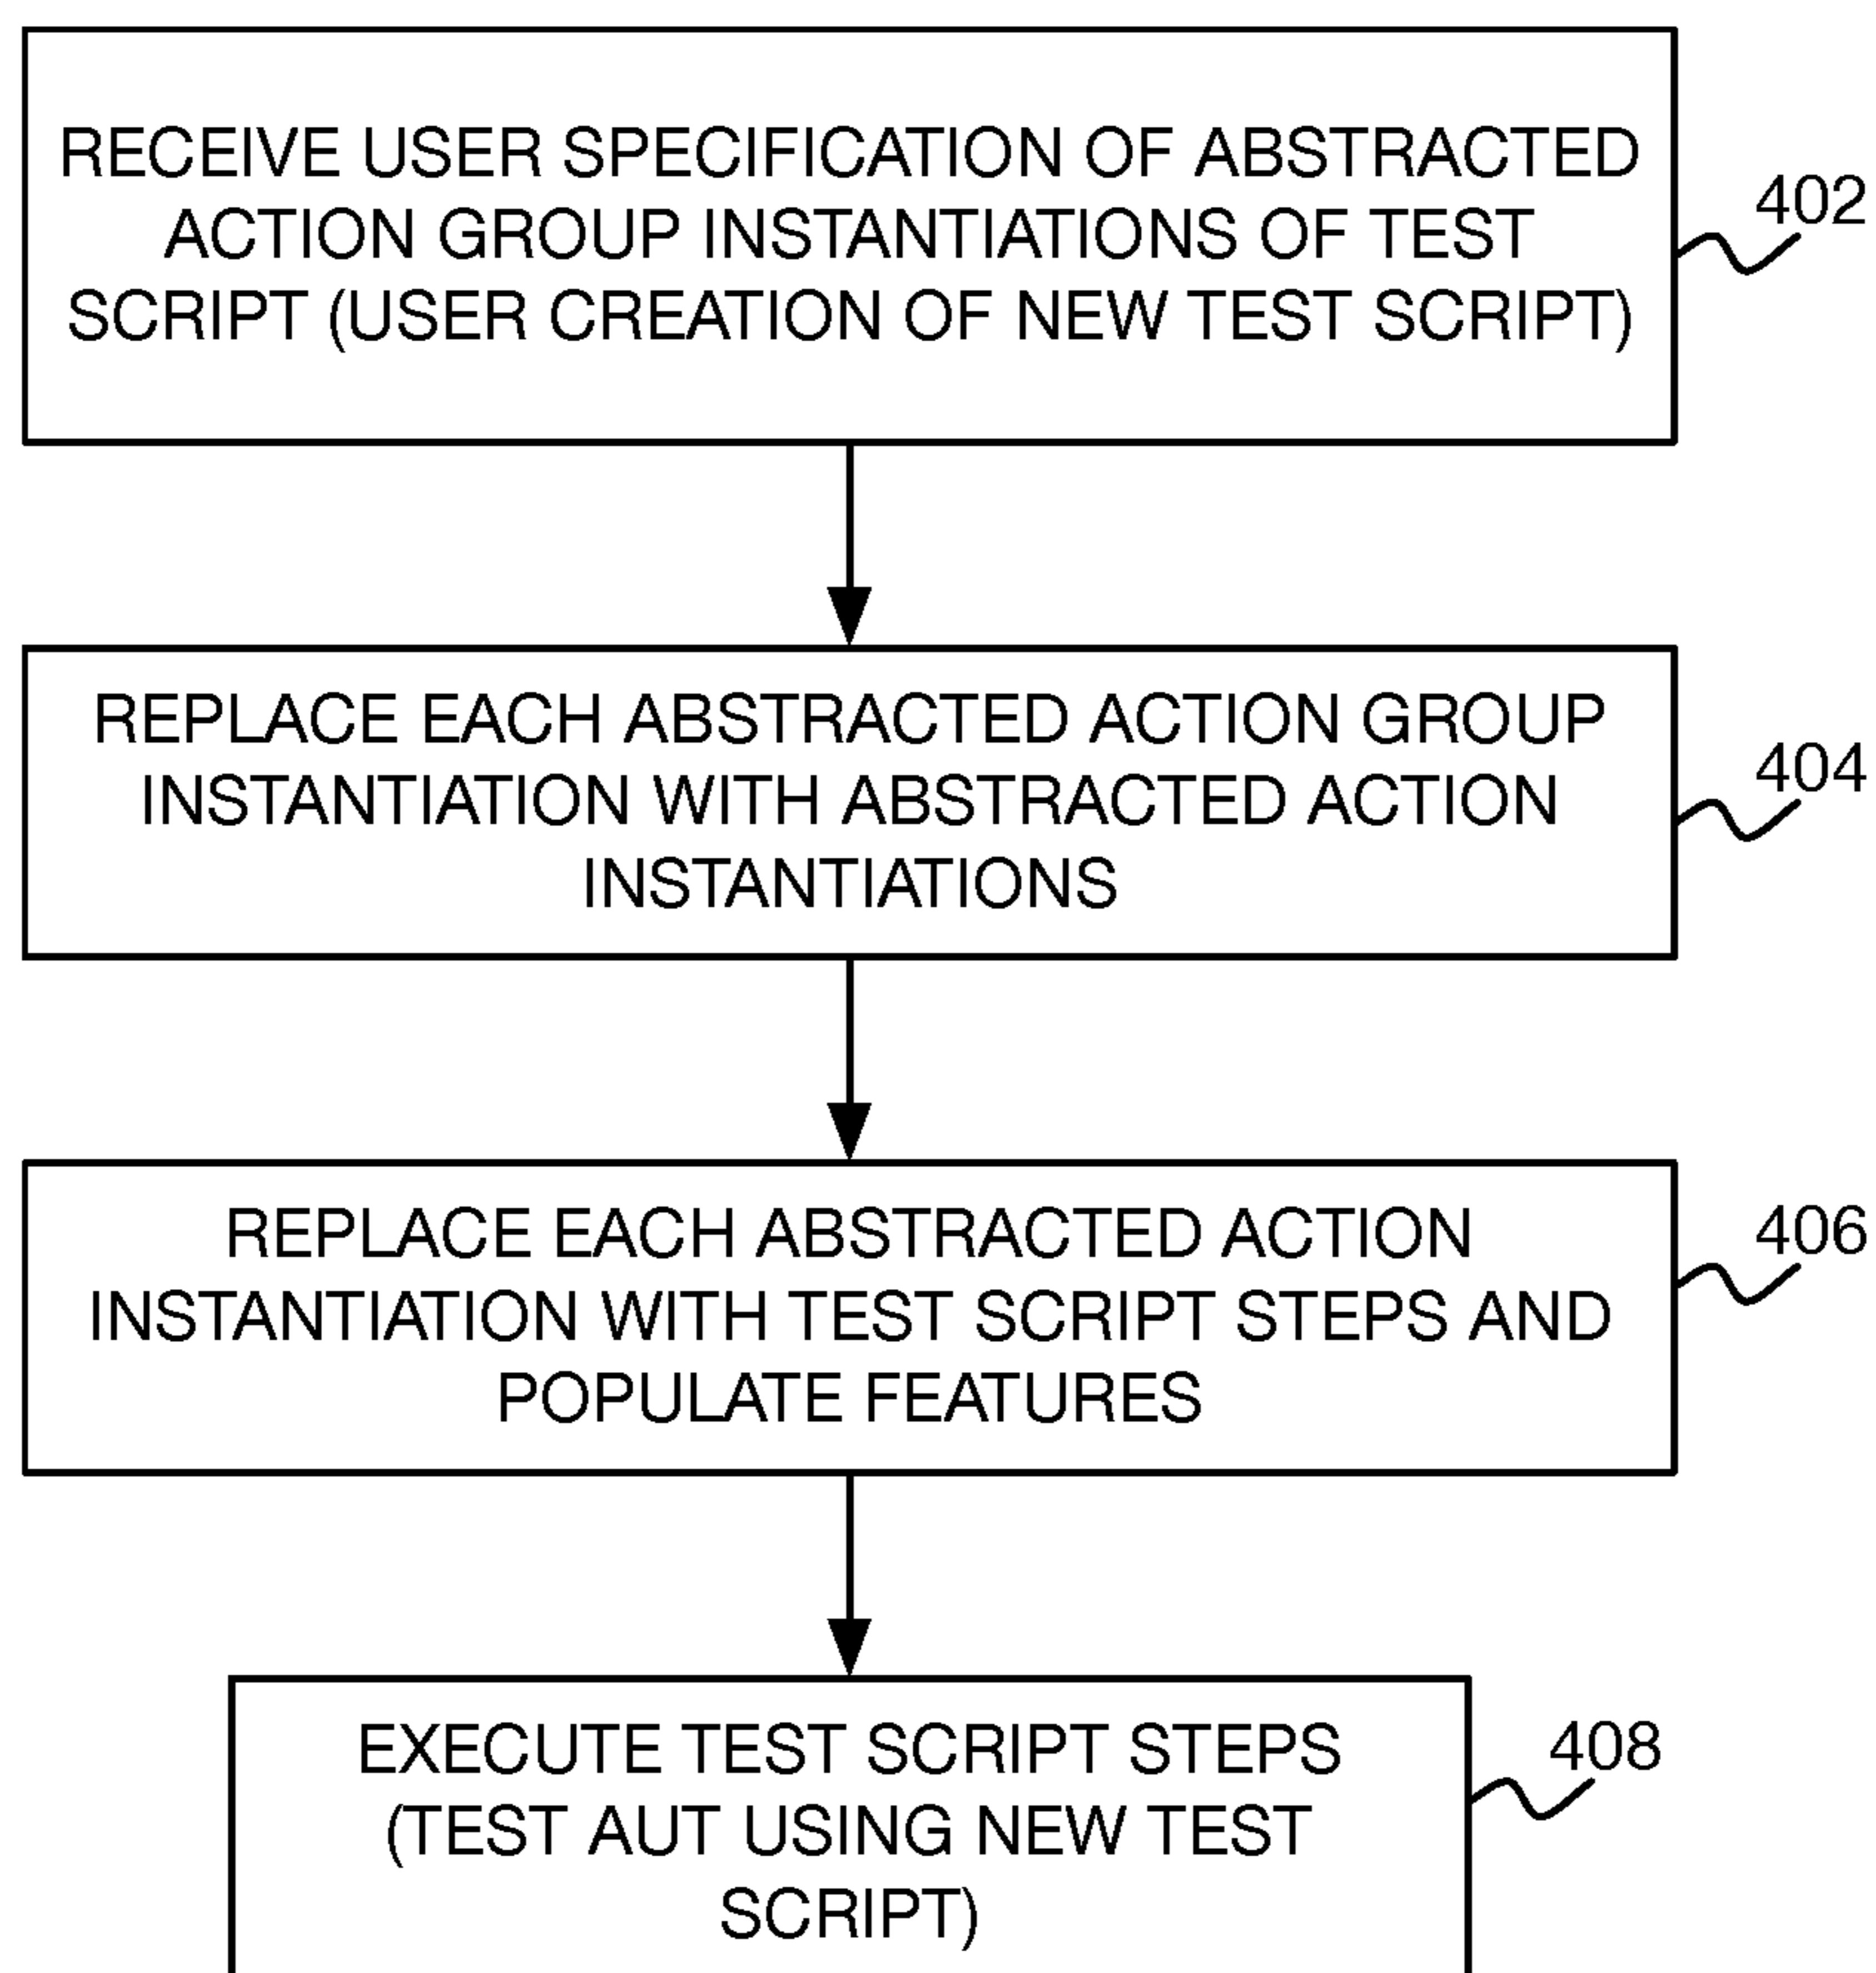 RECEIVE USER SPECIFICATION OF ABSTRACTED
ACTION GROUP INSTANTIATIONS OF TEST
SCRIPT (USER CREATION OF NEW TEST SCRIPT)
402
REPLACE EACH ABSTRACTED ACTION GROUP
INSTANTIATION WITH ABSTRACTED ACTION
INSTANTIATIONS
404
REPLACE EACH ABSTRACTED ACTION
INSTANTIATION WITH TEST SCRIPT STEPS AND
POPULATE FEATURES
406
EXECUTE TEST SCRIPT STEPS
(TEST AUT USING NEW TEST
SCRIPT)
408